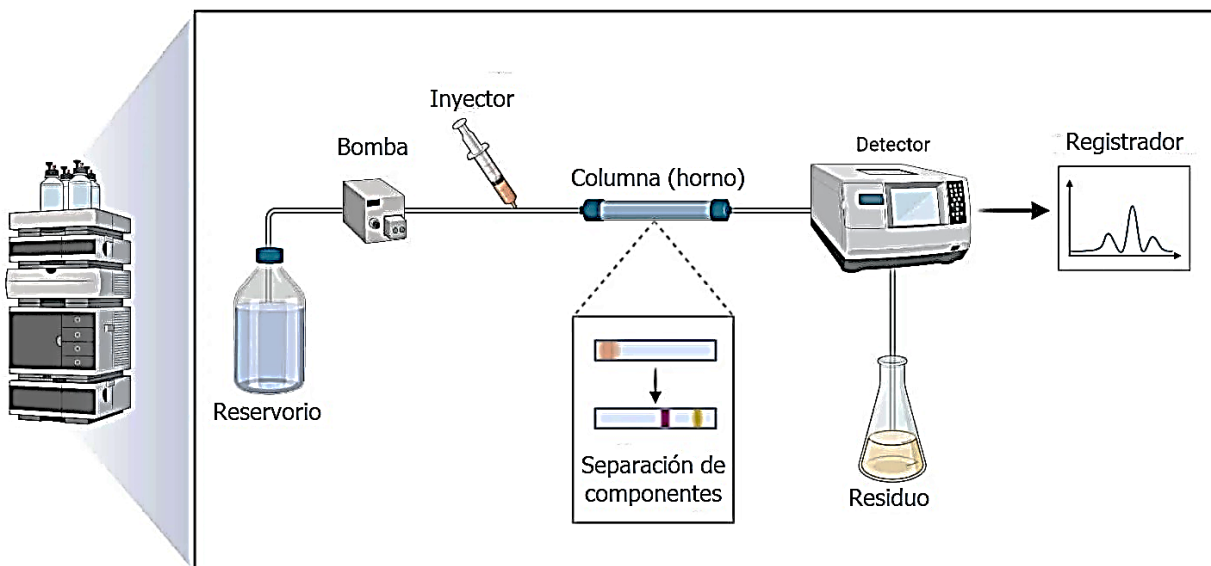 Inyector
Bomba
Columna (horno)
Detector
Registrador
Reservorio
Separación de
componentes
Residuo